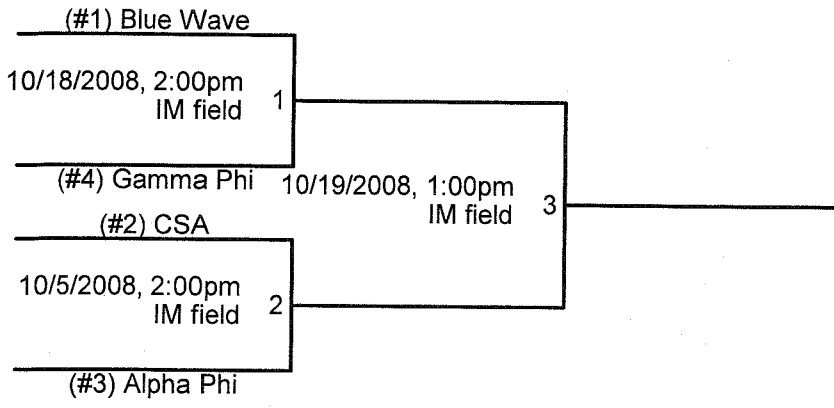 (#1) Blue Wave
10/18/2008, 2:00pm
IM field
1
(#4) Gamma Phi
10/19/2008, 1:00pm
IM field
3
(#2) CSA
10/5/2008, 2:00pm
IM field
2
(#3) Alpha Phi